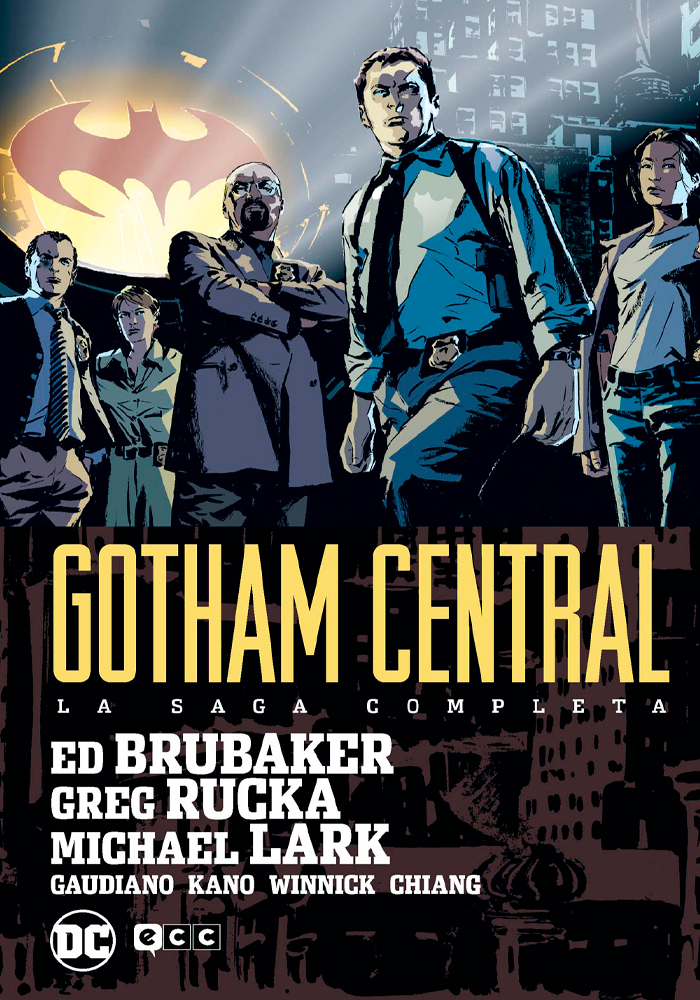 GOTHAM CENTRAL
LA SAGA COMPLETA
ED BRUBAKER
GREG RUCKA
MICHAEL LARK
GAUDIANO KANO WINNICK CHIANG
DC ecc